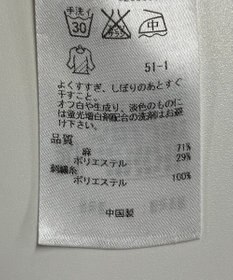 手洗イ
30
中
51-1
よくすすぎ、しぼりのあとすぐ
干すこと。
オフ白や生成り、淡色のものに
は蛍光増白剤配合の洗剤はお避
け下さい。
品質
麻 71%
ポリエステル 29%
刺繍糸
ポリエステル 100%
中国製